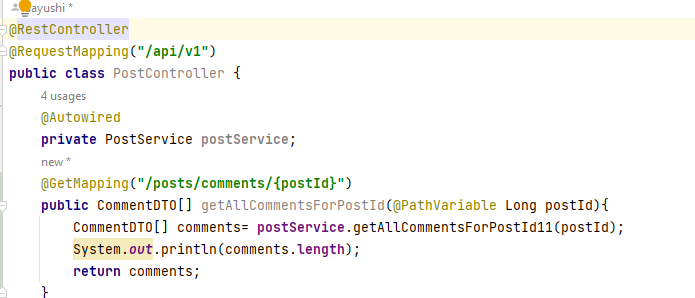 ayushi *
@RestController
@RequestMapping("/api/v1")
public class PostController {
4 usages
@Autowired
private PostService postService;
new *
@GetMapping("/posts/comments/{postId}")
public CommentDTO[] getAllCommentsForPostId(@PathVariable Long postId){
CommentDTO[] comments= postService.getAllCommentsForPostId11(postId);
System.out.println(comments.length);
return comments;
}